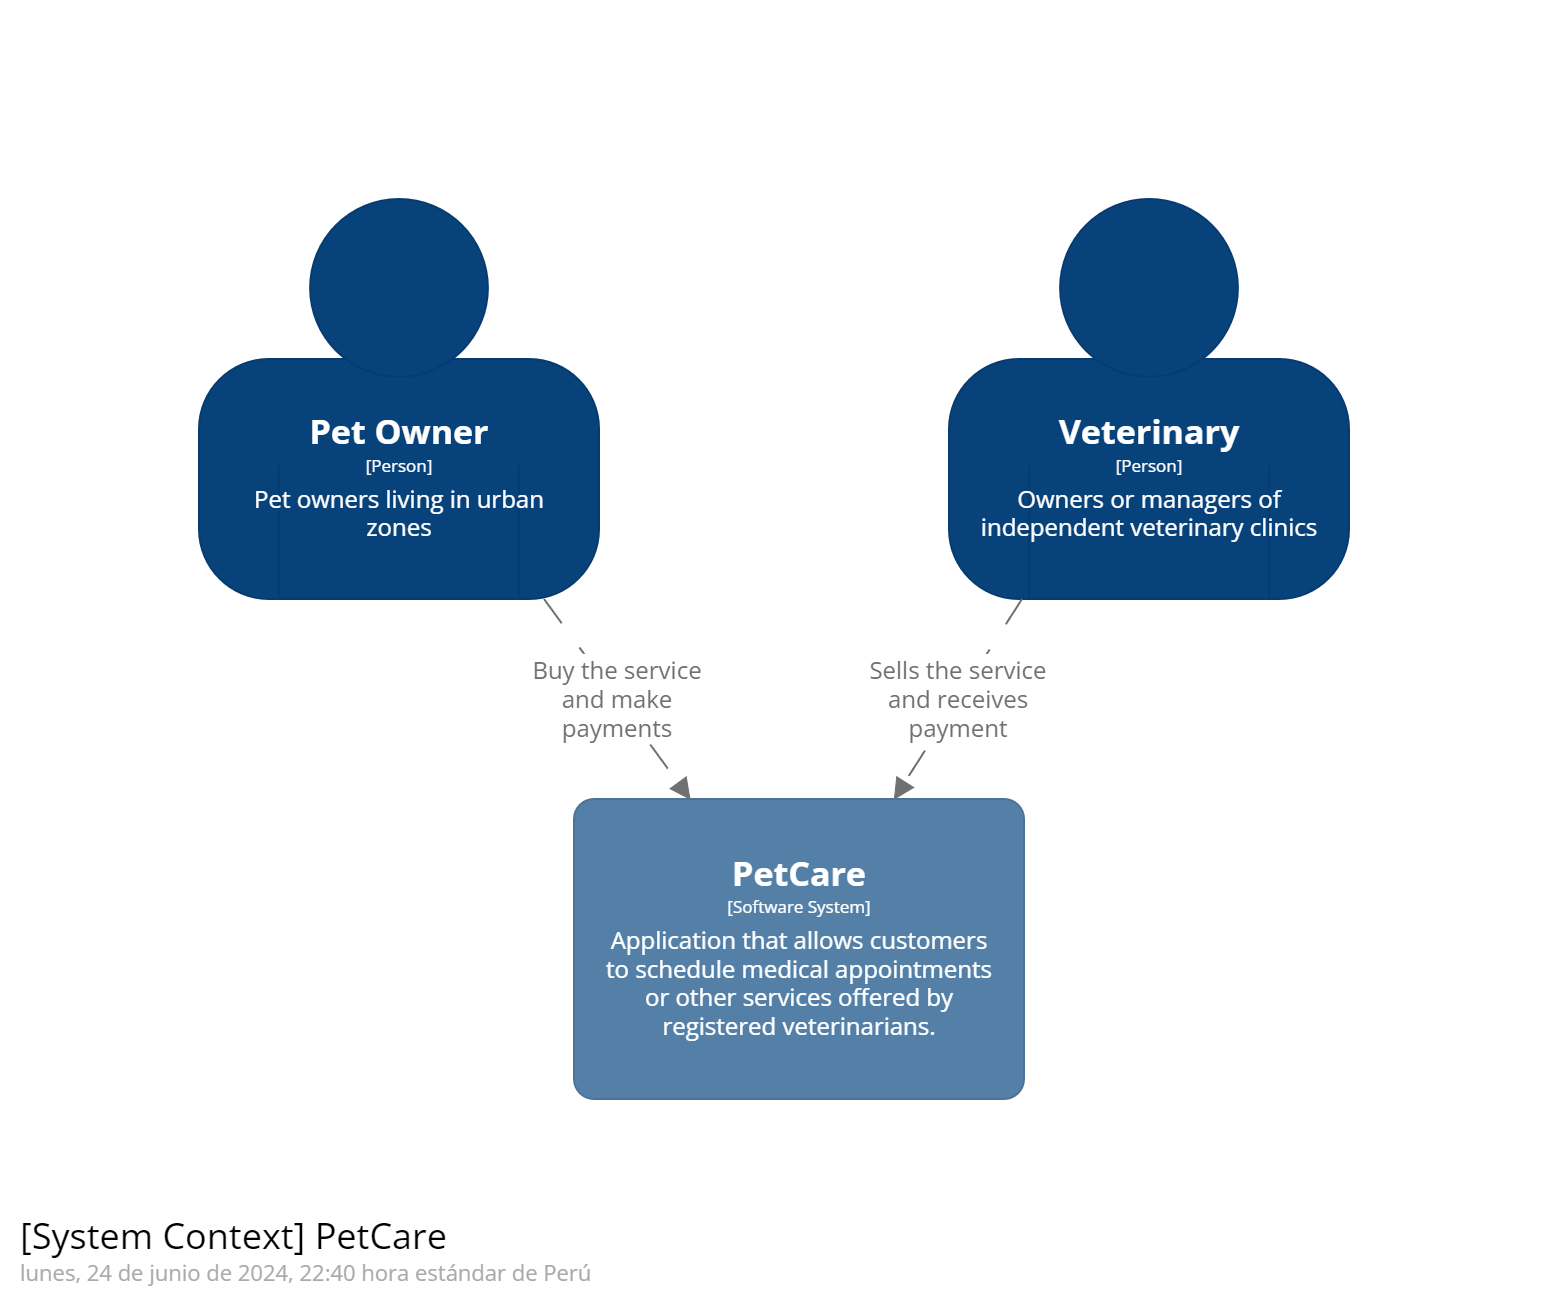 Pet Owner
[Person]
Pet owners living in urban
zones
Veterinary
[Person]
Owners or managers of
independent veterinary clinics
Buy the service
and make
payments
Sells the service
and receives
payment
PetCare
[Software System]
Application that allows customers
to schedule medical appointments
or other services offered by
registered veterinarians.
[System Context] PetCare
lunes, 24 de junio de 2024, 22:40 hora estándar de Perú